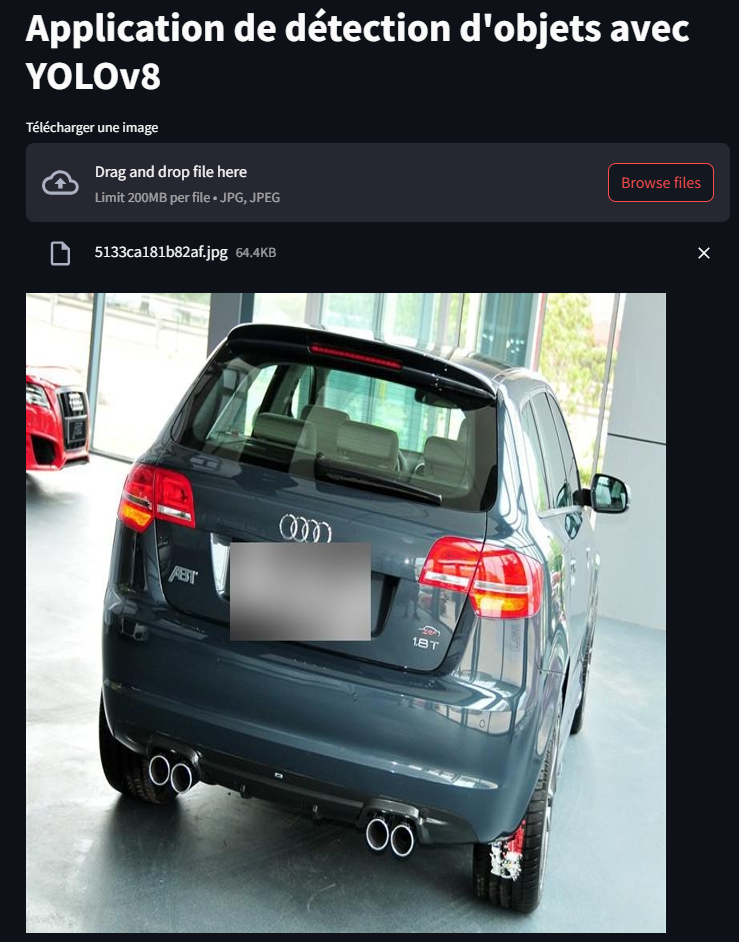 Application de détection d'objets avec
YOLOv8
Télécharger une image
Drag and drop file here
Limit 200MB per file • JPG, JPEG
Browse files
5133ca181b82af.jpg 64.4KB
ABT
1.8T